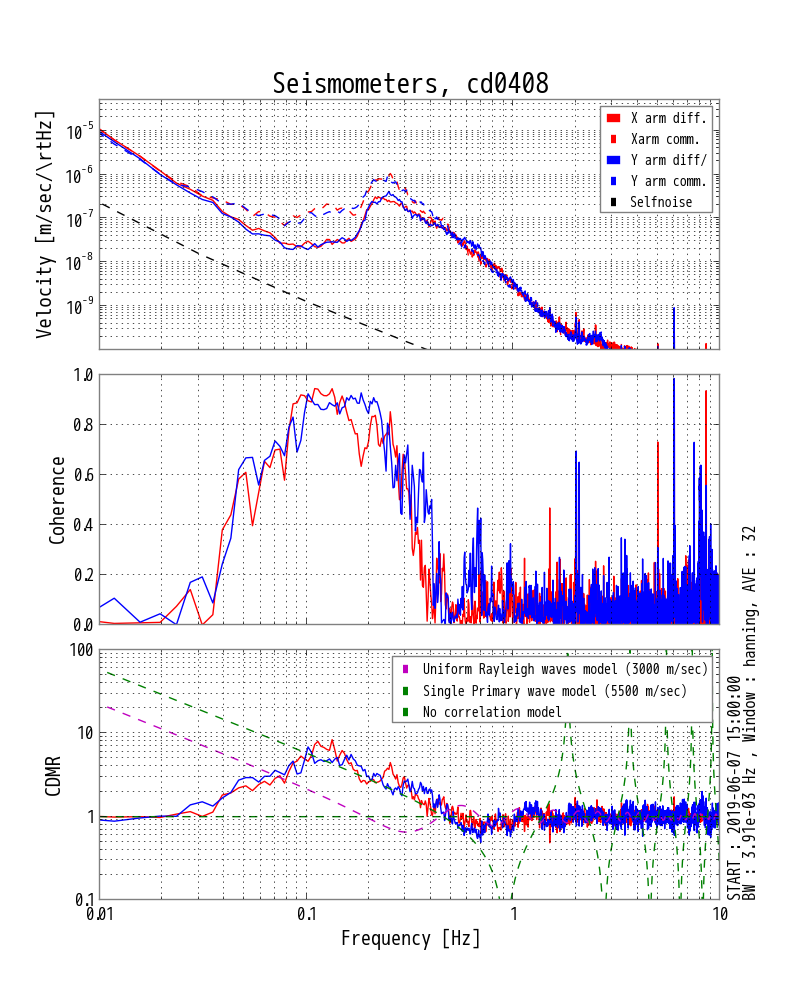 Seismometers, cd0408
Velocity [m/sec/\rtHz]
10-5
10-6
10-7
10-8
10-9
X arm diff.
Xarm comm.
Y arm diff/
Y arm comm.
Selfnoise
Coherence
1.0
0.8
0.6
0.4
0.2
0.0
CDMR
100
10
1
0.1
Uniform Rayleigh waves model (3000 m/sec)
Single Primary wave model (5500 m/sec)
No correlation model
0.01
0.1
1
10
Frequency [Hz]
START : 2019-06-07 15:00:00
BW : 3.91e-03 Hz , Window : hanning, AVE : 32